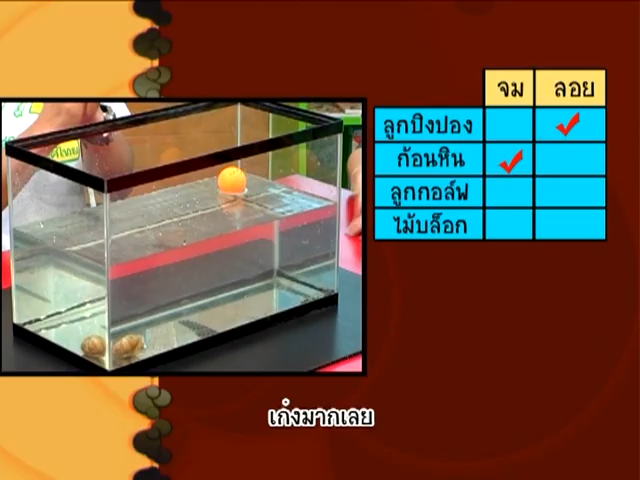 จม ลอย
ลูกปิงปอง
ก้อนหิน
ลูกกอล์ฟ
ไม้บล็อก
เก่งมากเลย